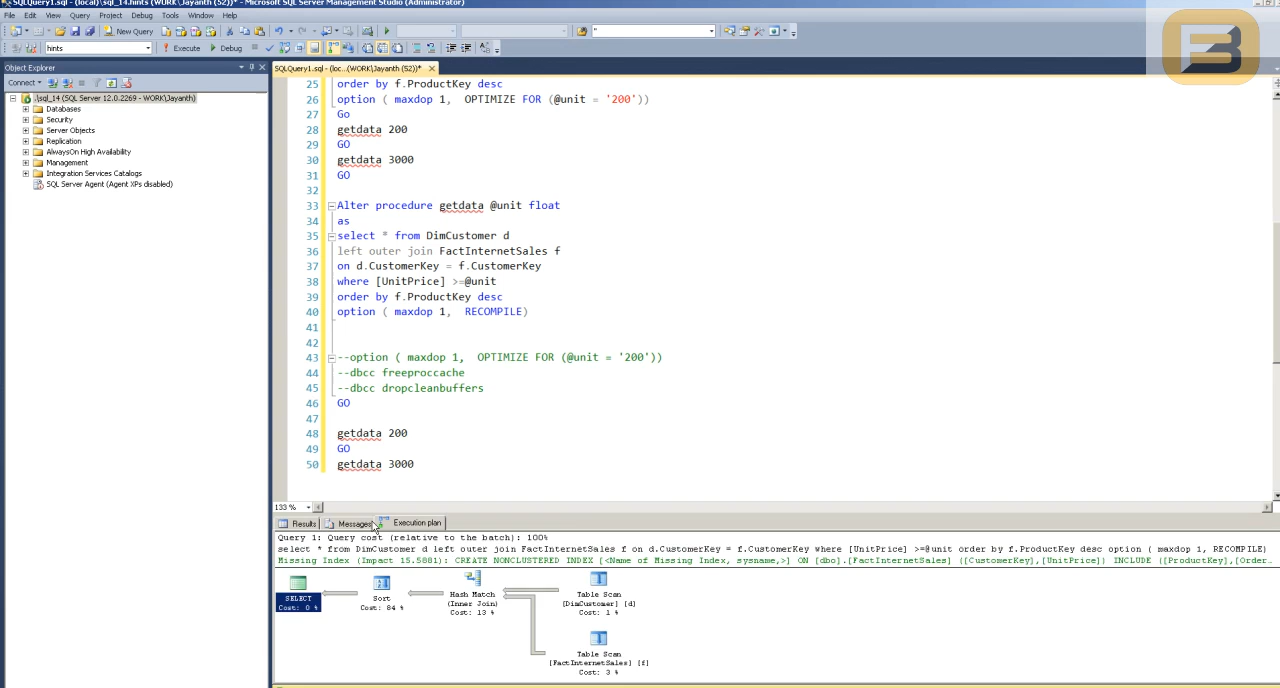 SQLQuery1.sql - (local)\sql_14.hints (WORK\Jayanth (52))* - Microsoft SQL Server Management Studio (Administrator)
File Edit View Query Project Debug Tools Window Help
New Query
hints Execute Debug
Object Explorer
SQLQuery1.sql - (loc...(WORK\Jayanth (52))*
Connect
.\sql_14 (SQL Server 12.0.2269 - WORK\Jayanth)
Databases
Security
Server Objects
Replication
AlwaysOn High Availability
Management
Integration Services Catalogs
SQL Server Agent (Agent XPs disabled)
25 order by f.ProductKey desc
26 option ( maxdop 1, OPTIMIZE FOR (@unit = '200'))
27 Go
28 getdata 200
29 GO
30 getdata 3000
31 GO
32
33 Alter procedure getdata @unit float
34 as
35 select * from DimCustomer d
36 left outer join FactInternetSales f
37 on d.CustomerKey = f.CustomerKey
38 where [UnitPrice] >=@unit
39 order by f.ProductKey desc
40 option ( maxdop 1, RECOMPILE)
41
42
43 --option ( maxdop 1, OPTIMIZE FOR (@unit = '200'))
44 --dbcc freeproccache
45 --dbcc dropcleanbuffers
46 GO
47
48 getdata 200
49 GO
50 getdata 3000
133 %
Results Messages Execution plan
Query 1: Query cost (relative to the batch): 100%
select * from DimCustomer d left outer join FactInternetSales f on d.CustomerKey = f.CustomerKey where [UnitPrice] >=@unit order by f.ProductKey desc option ( maxdop 1, RECOMPILE)
Missing Index (Impact 15.5881): CREATE NONCLUSTERED INDEX [<Name of Missing Index, sysname,>] ON [dbo].[FactInternetSales] ([CustomerKey],[UnitPrice]) INCLUDE ([ProductKey],[Order...
SELECT
Cost: 0 %
Sort
Cost: 84 %
Hash Match
(Inner Join)
Cost: 13 %
Table Scan
[DimCustomer] [d]
Cost: 1 %
Table Scan
[FactInternetSales] [f]
Cost: 3 %